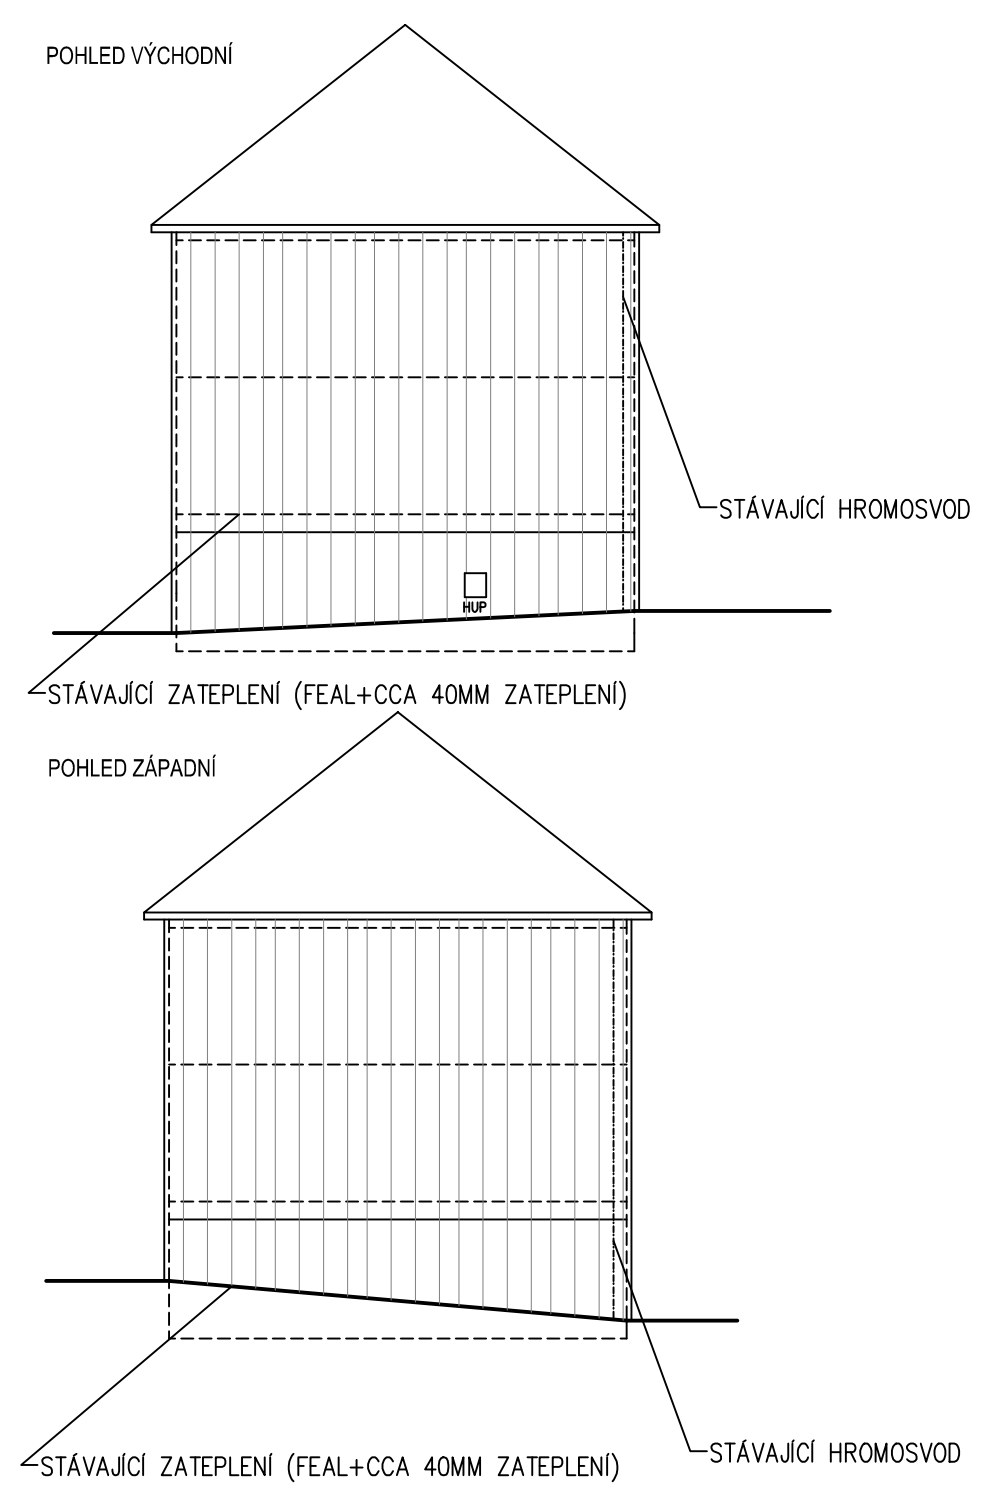 POHLED VÝCHODNÍ
STÁVAJÍCÍ HROMOSVOD
HUP
STÁVAJÍCÍ ZATEPLENÍ (FEAL+CCA 40MM ZATEPLENÍ)
POHLED ZÁPADNÍ
STÁVAJÍCÍ HROMOSVOD
STÁVAJÍCÍ ZATEPLENÍ (FEAL+CCA 40MM ZATEPLENÍ)